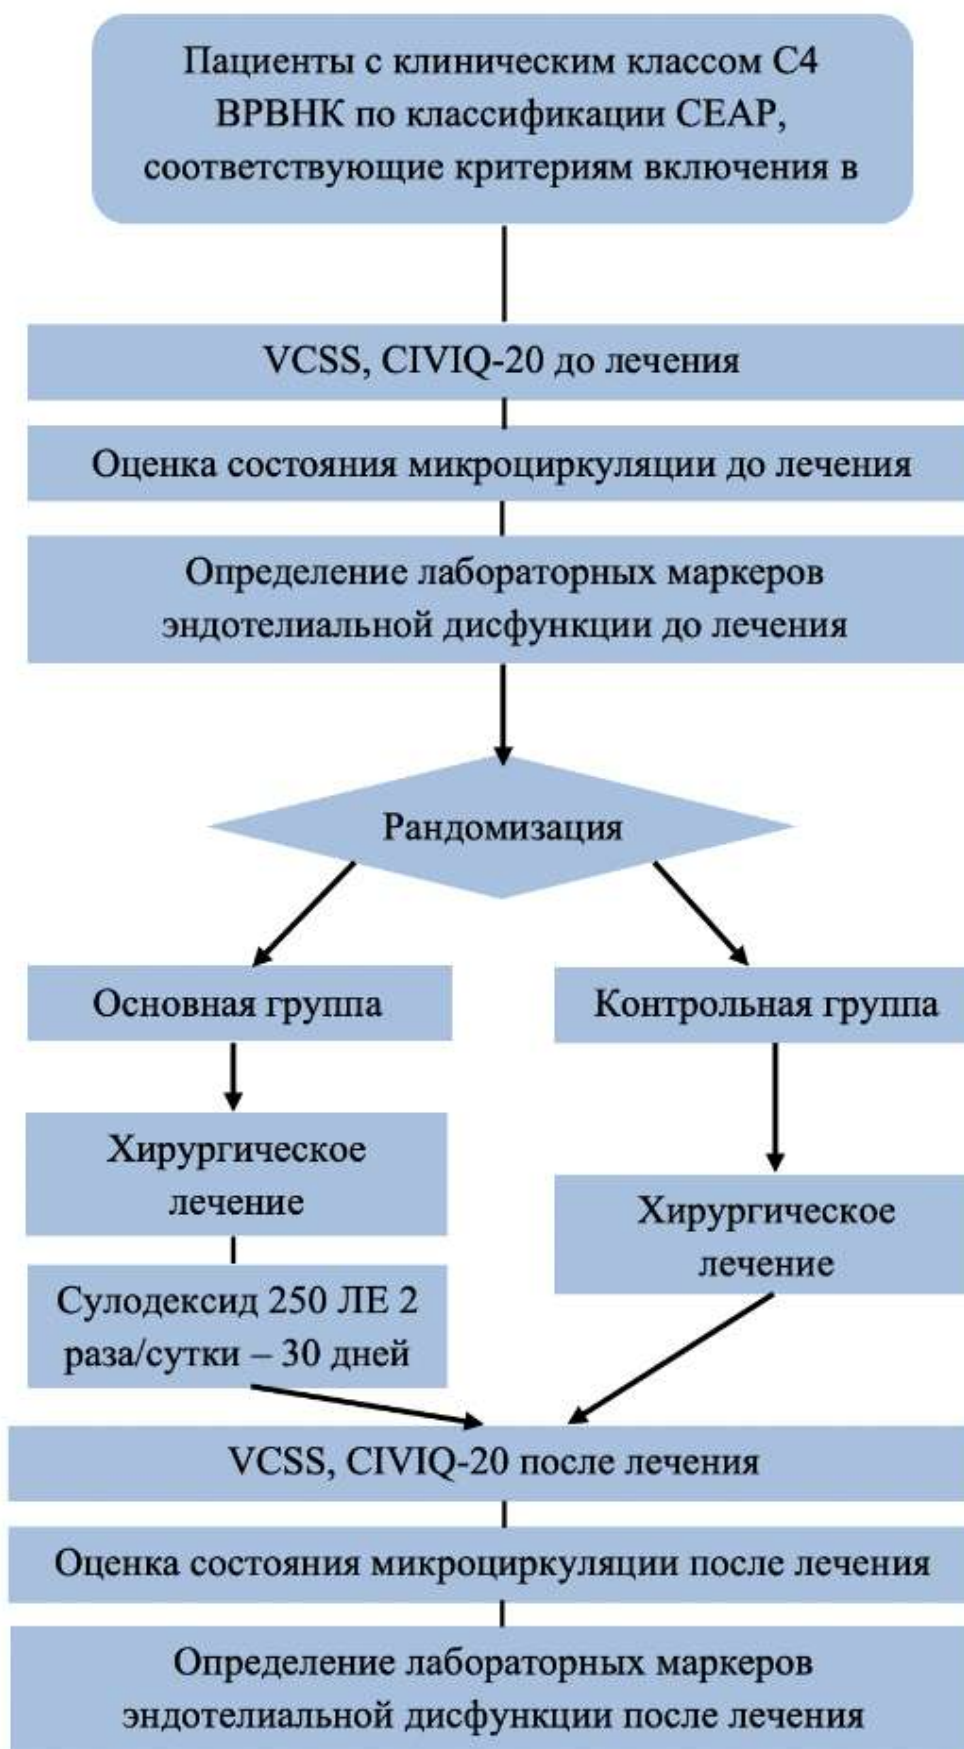 Пациенты с клиническим классом С4
ВРВНК по классификации CEAP,
соответствующие критериям включения в
VCSS, CIVIQ-20 до лечения
Оценка состояния микроциркуляции до лечения
Определение лабораторных маркеров
эндотелиальной дисфункции до лечения
Рандомизация
Основная группа
Контрольная группа
Хирургическое
лечение
Хирургическое
лечение
Сулодексид 250 ЛЕ 2
раза/сутки – 30 дней
VCSS, CIVIQ-20 после лечения
Оценка состояния микроциркуляции после лечения
Определение лабораторных маркеров
эндотелиальной дисфункции после лечения